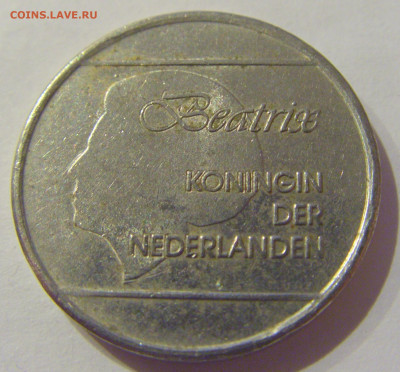 COINS.LAVE.RU
Beatrix
KONINGIN
DER
NEDERLANDEN